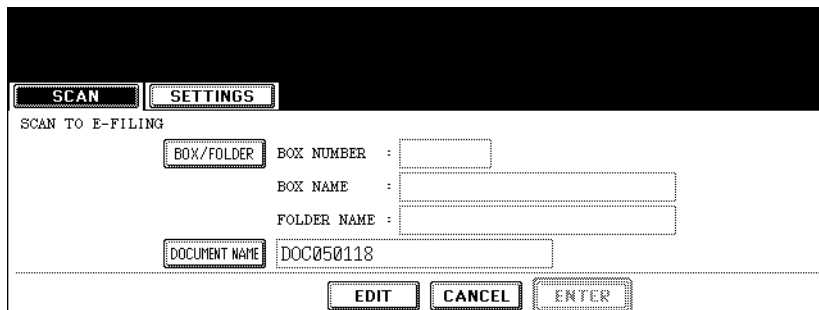 SCAN SETTINGS
SCAN TO E-FILING
BOX/FOLDER BOX NUMBER :
BOX NAME :
FOLDER NAME :
DOCUMENT NAME DOC050118
EDIT CANCEL ENTER